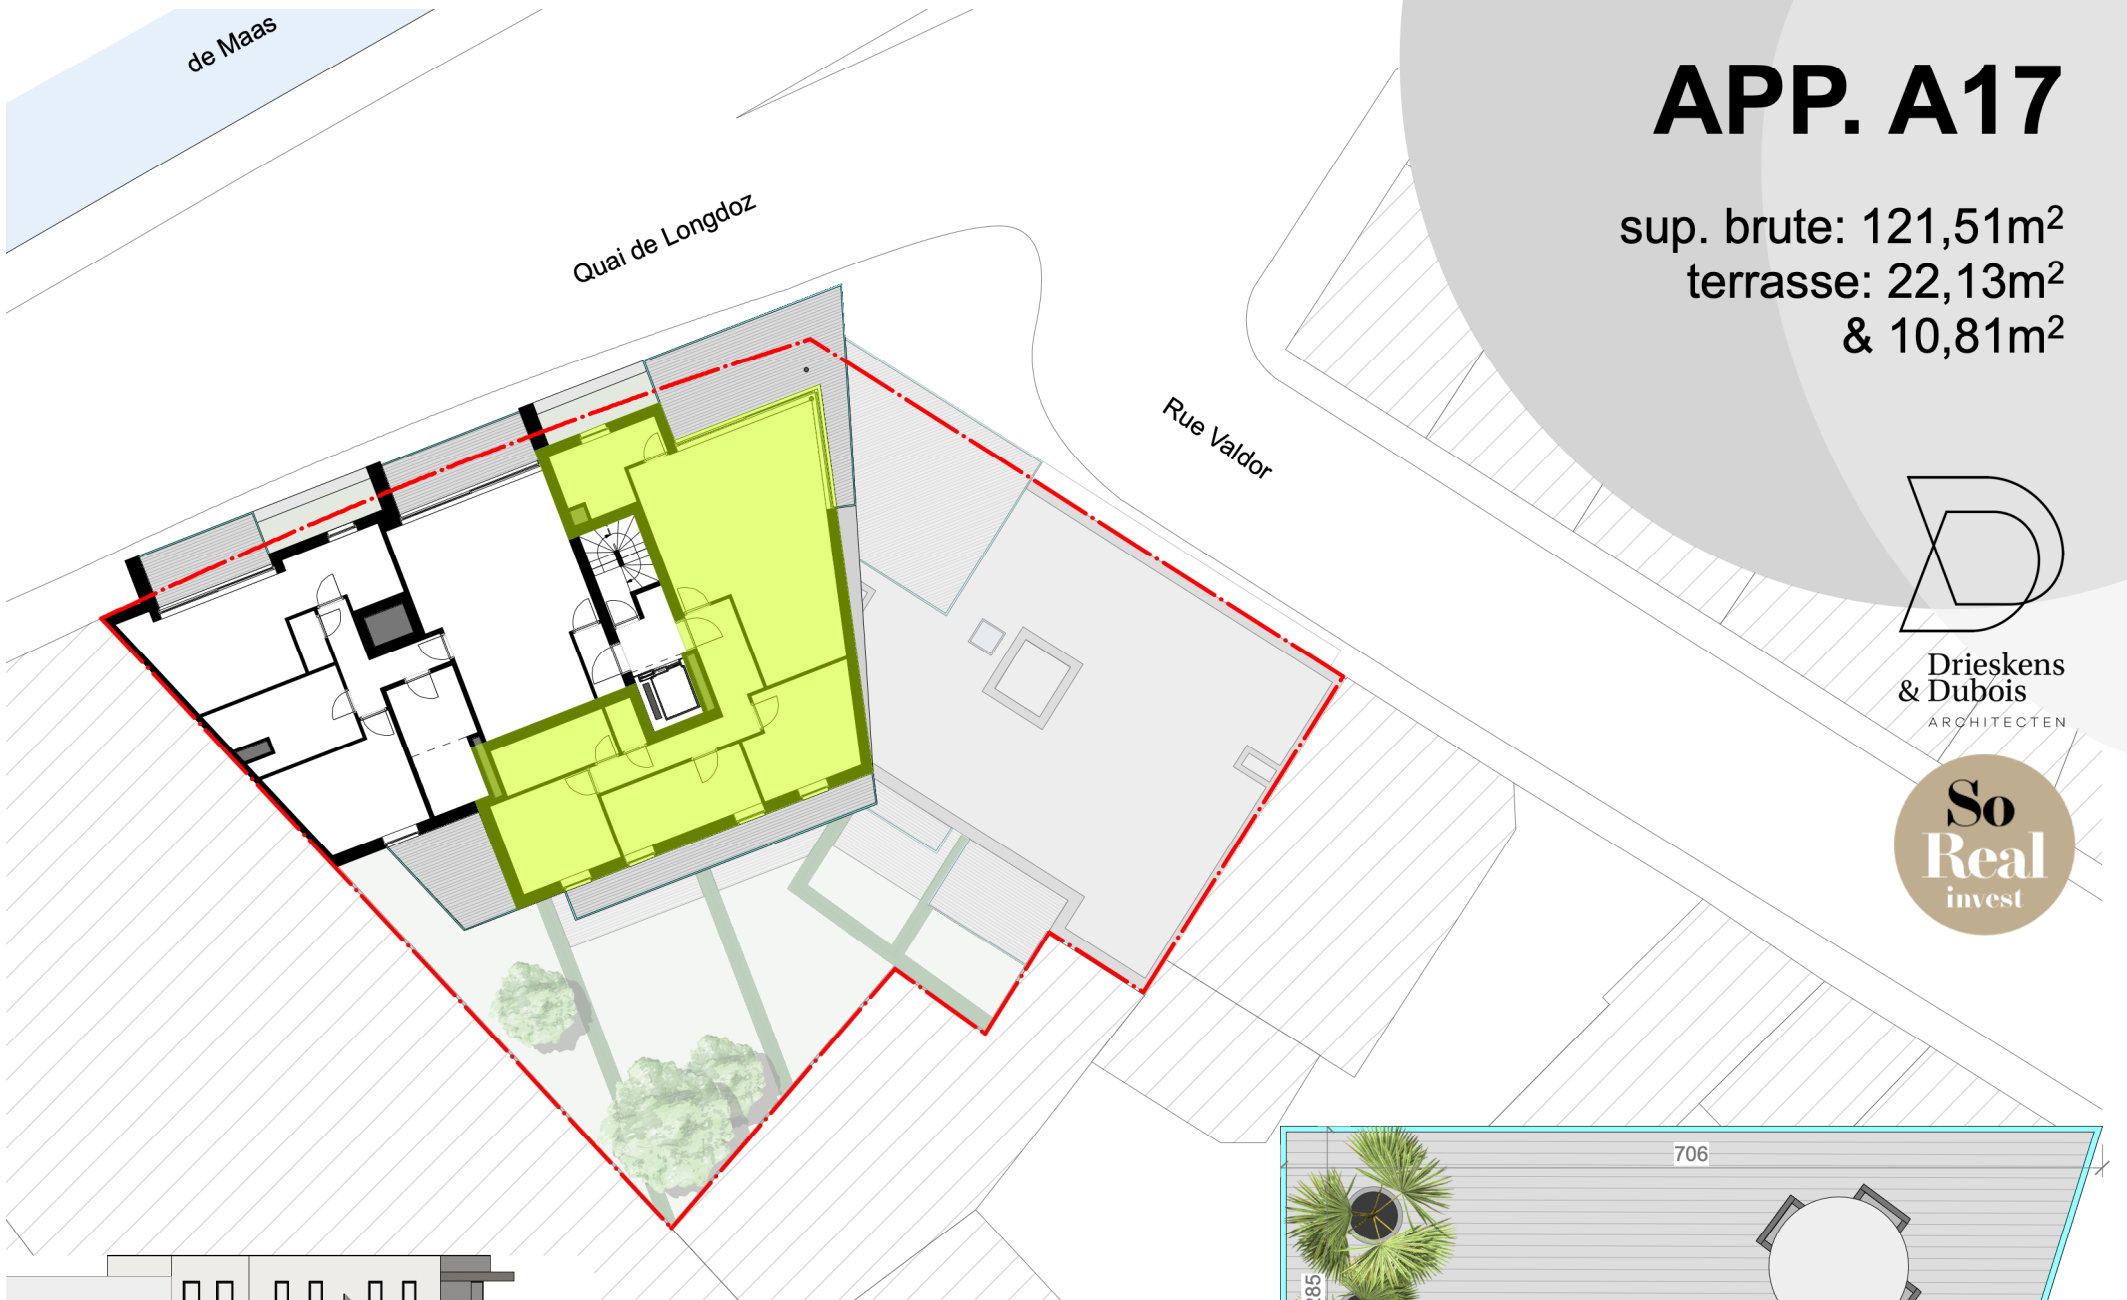 de Maas
Quai de Longdoz
Rue Valdor
APP. A17
sup. brute: 121,51m²
terrasse: 22,13m²
& 10,81m²
Drieskens
& Dubois
ARCHITECTEN
So
Real
invest
706